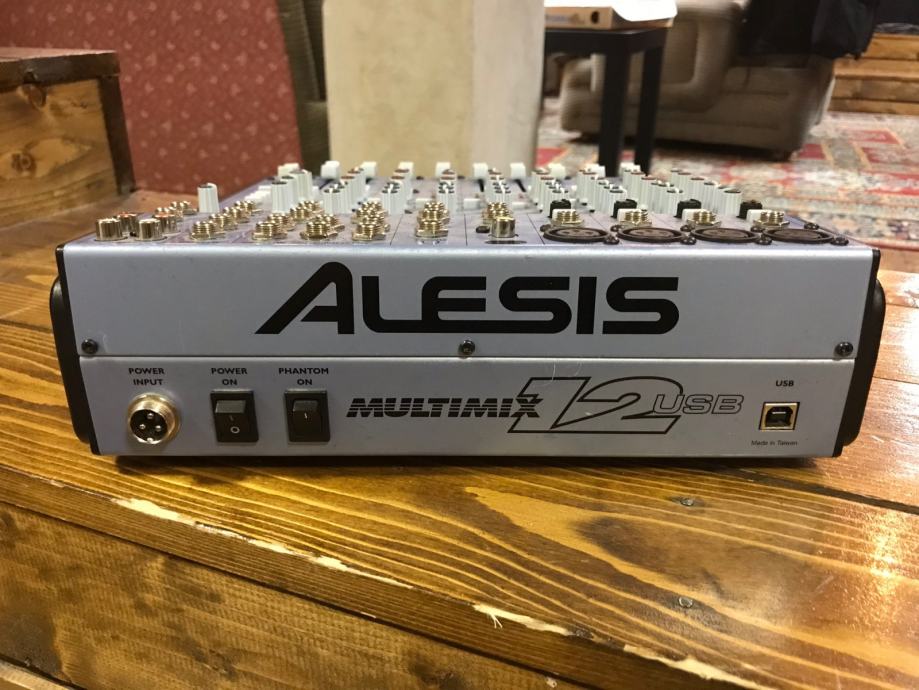 ALESIS
POWER INPUT
POWER ON
PHANTOM ON
MULTIMIX 12 USB
USB
Made in Taiwan